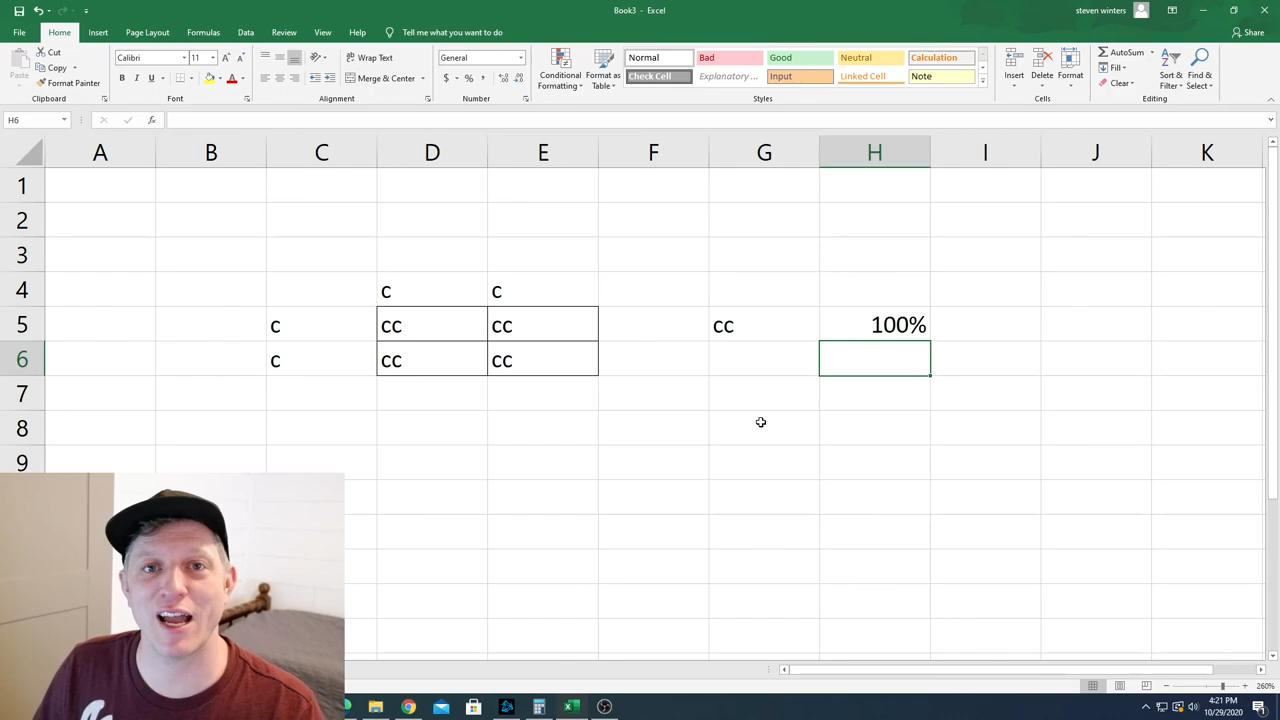 Book3 - Excel
steven winters
File Home Insert Page Layout Formulas Data Review View Help Tell me what you want to do
Share
Paste
Cut
Copy
Format Painter
Clipboard
Calibri 11
B I U
Font
Wrap Text
Merge & Center
Alignment
General
$ % ,
Number
Conditional Formatting
Format as Table
Normal Bad Good Neutral Calculation
Check Cell Explanatory ... Input Linked Cell Note
Styles
Insert Delete Format
Cells
AutoSum
Fill
Clear
Sort & Filter
Find & Select
Editing
H6
fx
A B C D E F G H I J K
1
2
3
4 c c
5 c cc cc cc 100%
6 c cc cc
7
8
9
260%
4:21 PM
10/29/2020